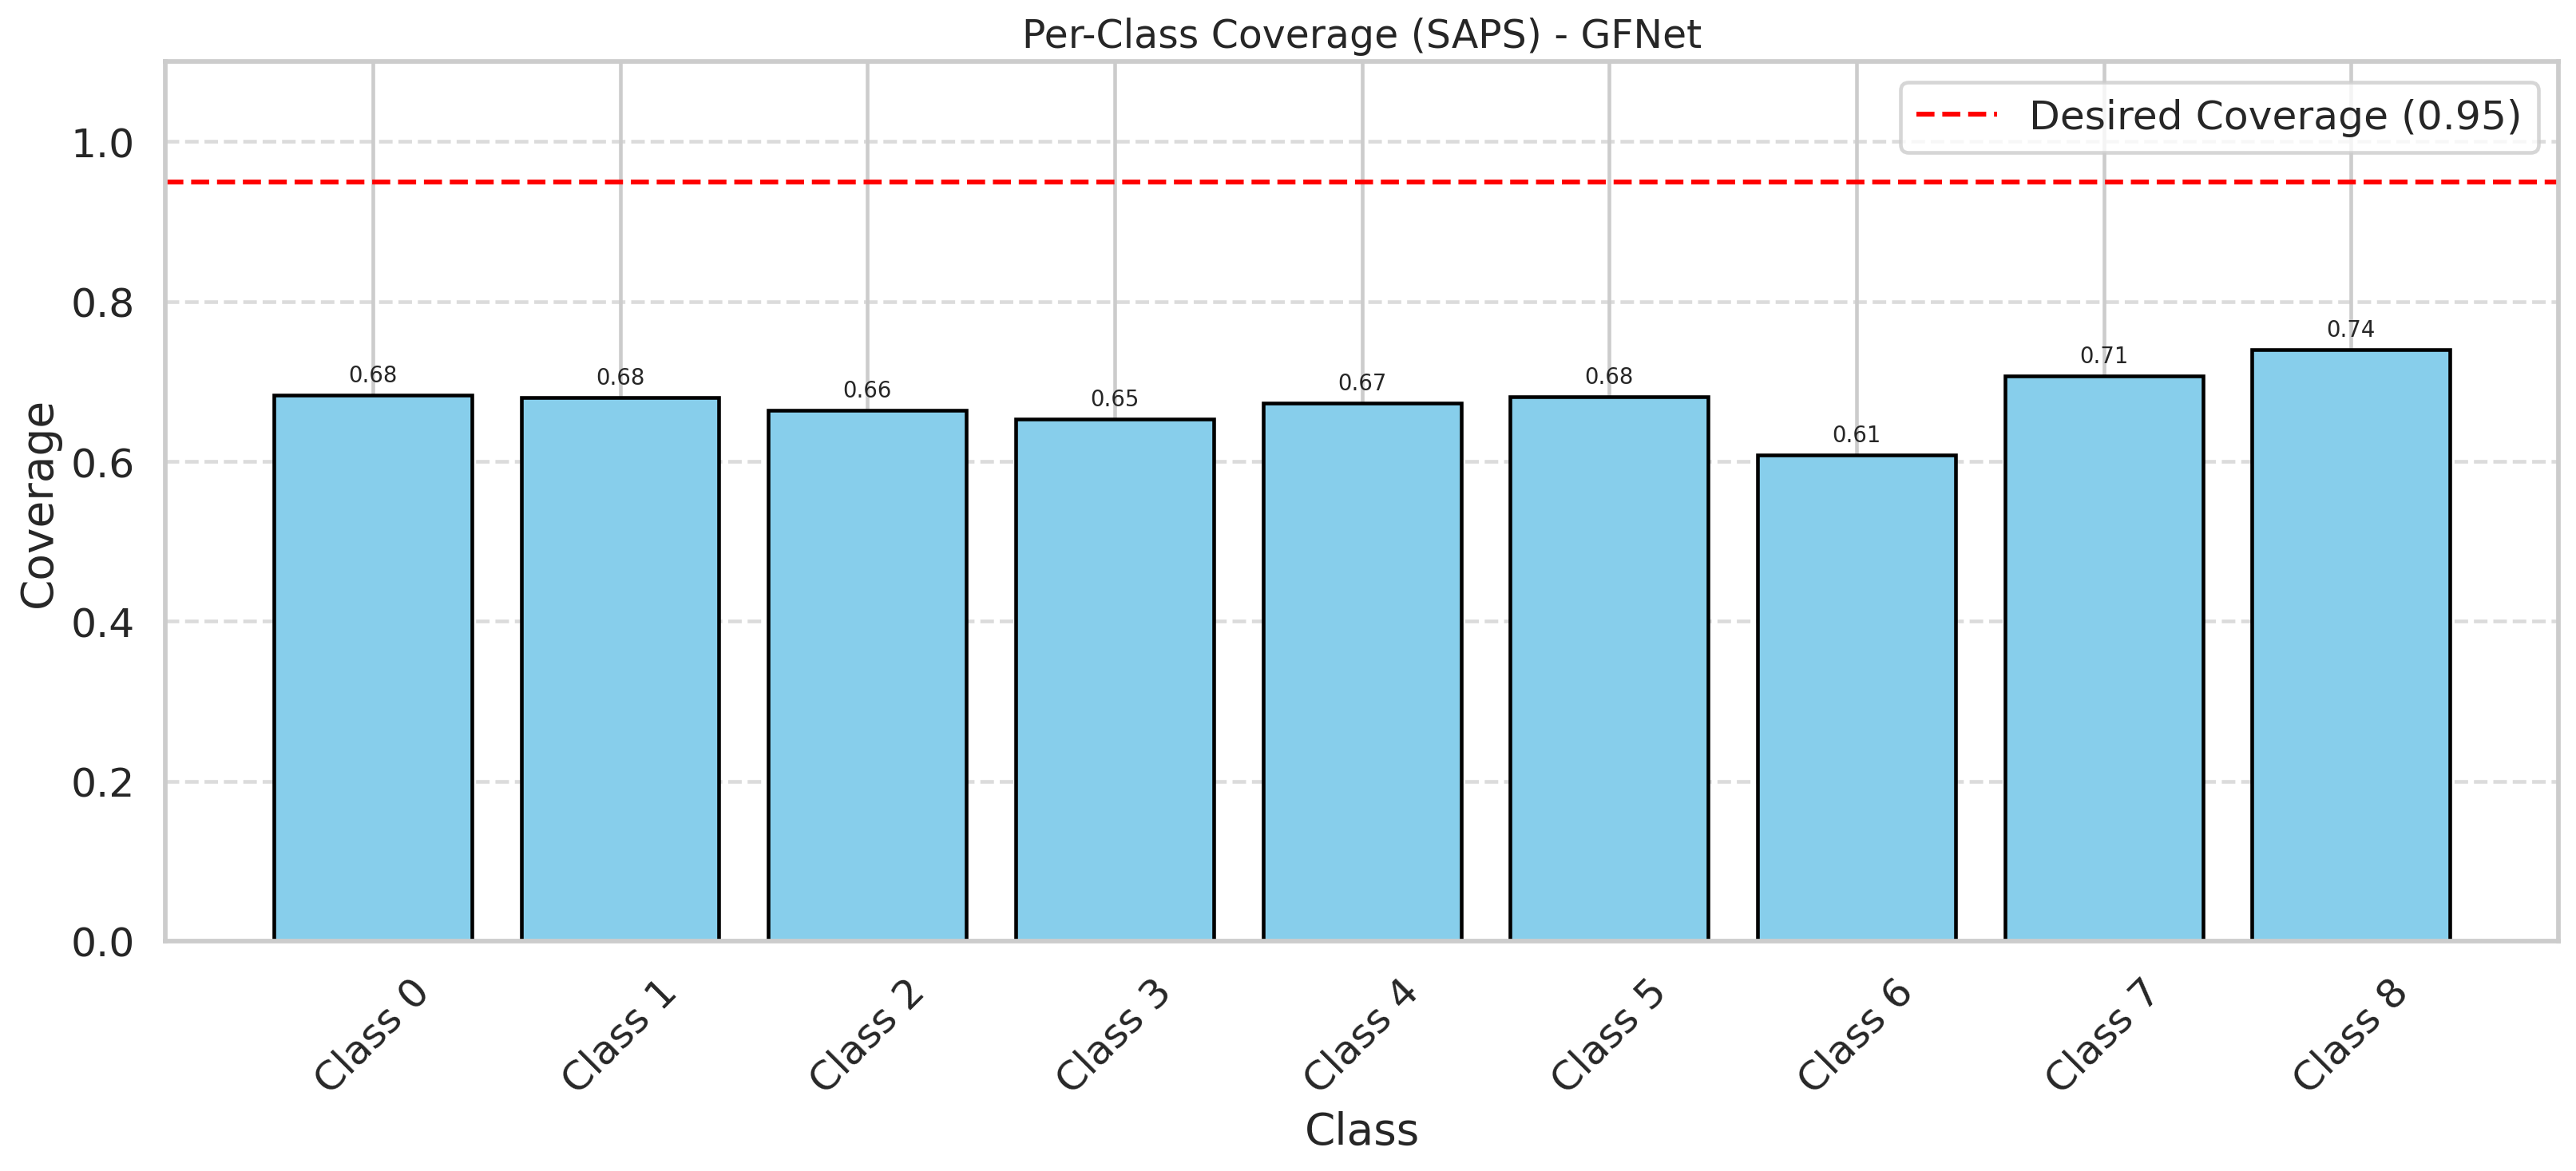 Per-Class Coverage (SAPS) - GFNet
Desired Coverage (0.95)
Coverage
1.0
0.8
0.6
0.4
0.2
0.0
0.68
0.68
0.66
0.65
0.67
0.68
0.61
0.71
0.74
Class 0
Class 1
Class 2
Class 3
Class 4
Class 5
Class 6
Class 7
Class 8
Class